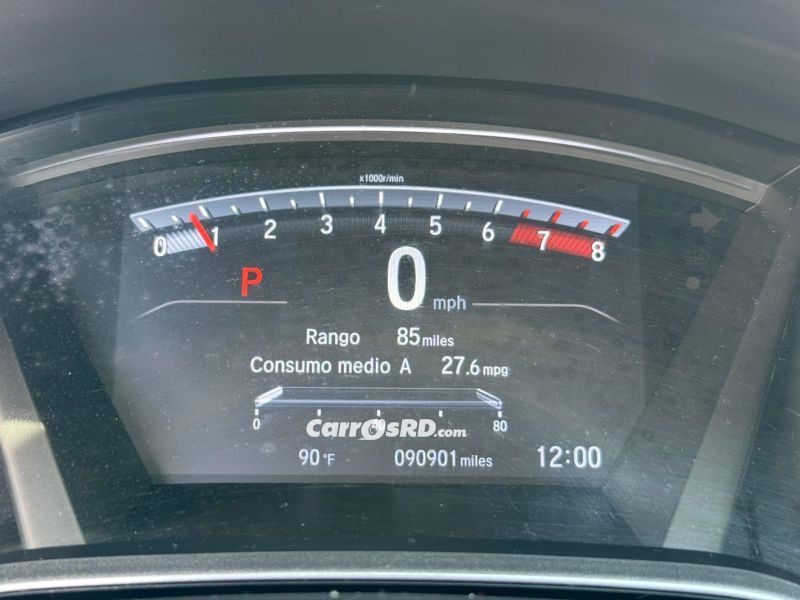 x1000r/min
0 1 2 3 4 5 6 7 8
P 0 mph
Rango 85 miles
Consumo medio A 27.6 mpg
0 40 80
CarrosRD.com
90 °F 090901 miles 12:00